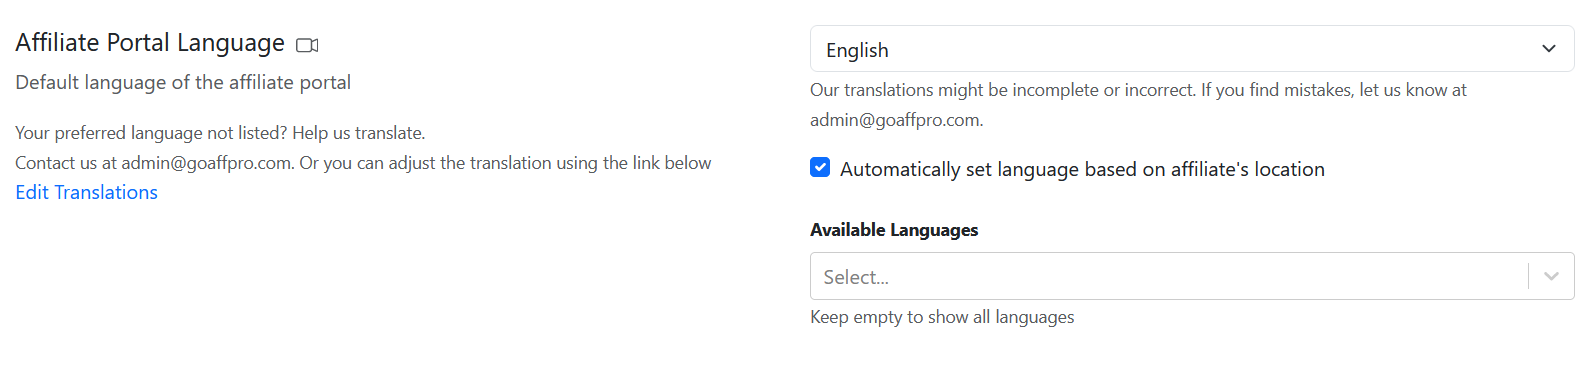 Affiliate Portal Language
Default language of the affiliate portal
Your preferred language not listed? Help us translate.
Contact us at admin@goaffpro.com. Or you can adjust the translation using the link below
Edit Translations
English
Our translations might be incomplete or incorrect. If you find mistakes, let us know at
admin@goaffpro.com.
Automatically set language based on affiliate's location
Available Languages
Select...
Keep empty to show all languages